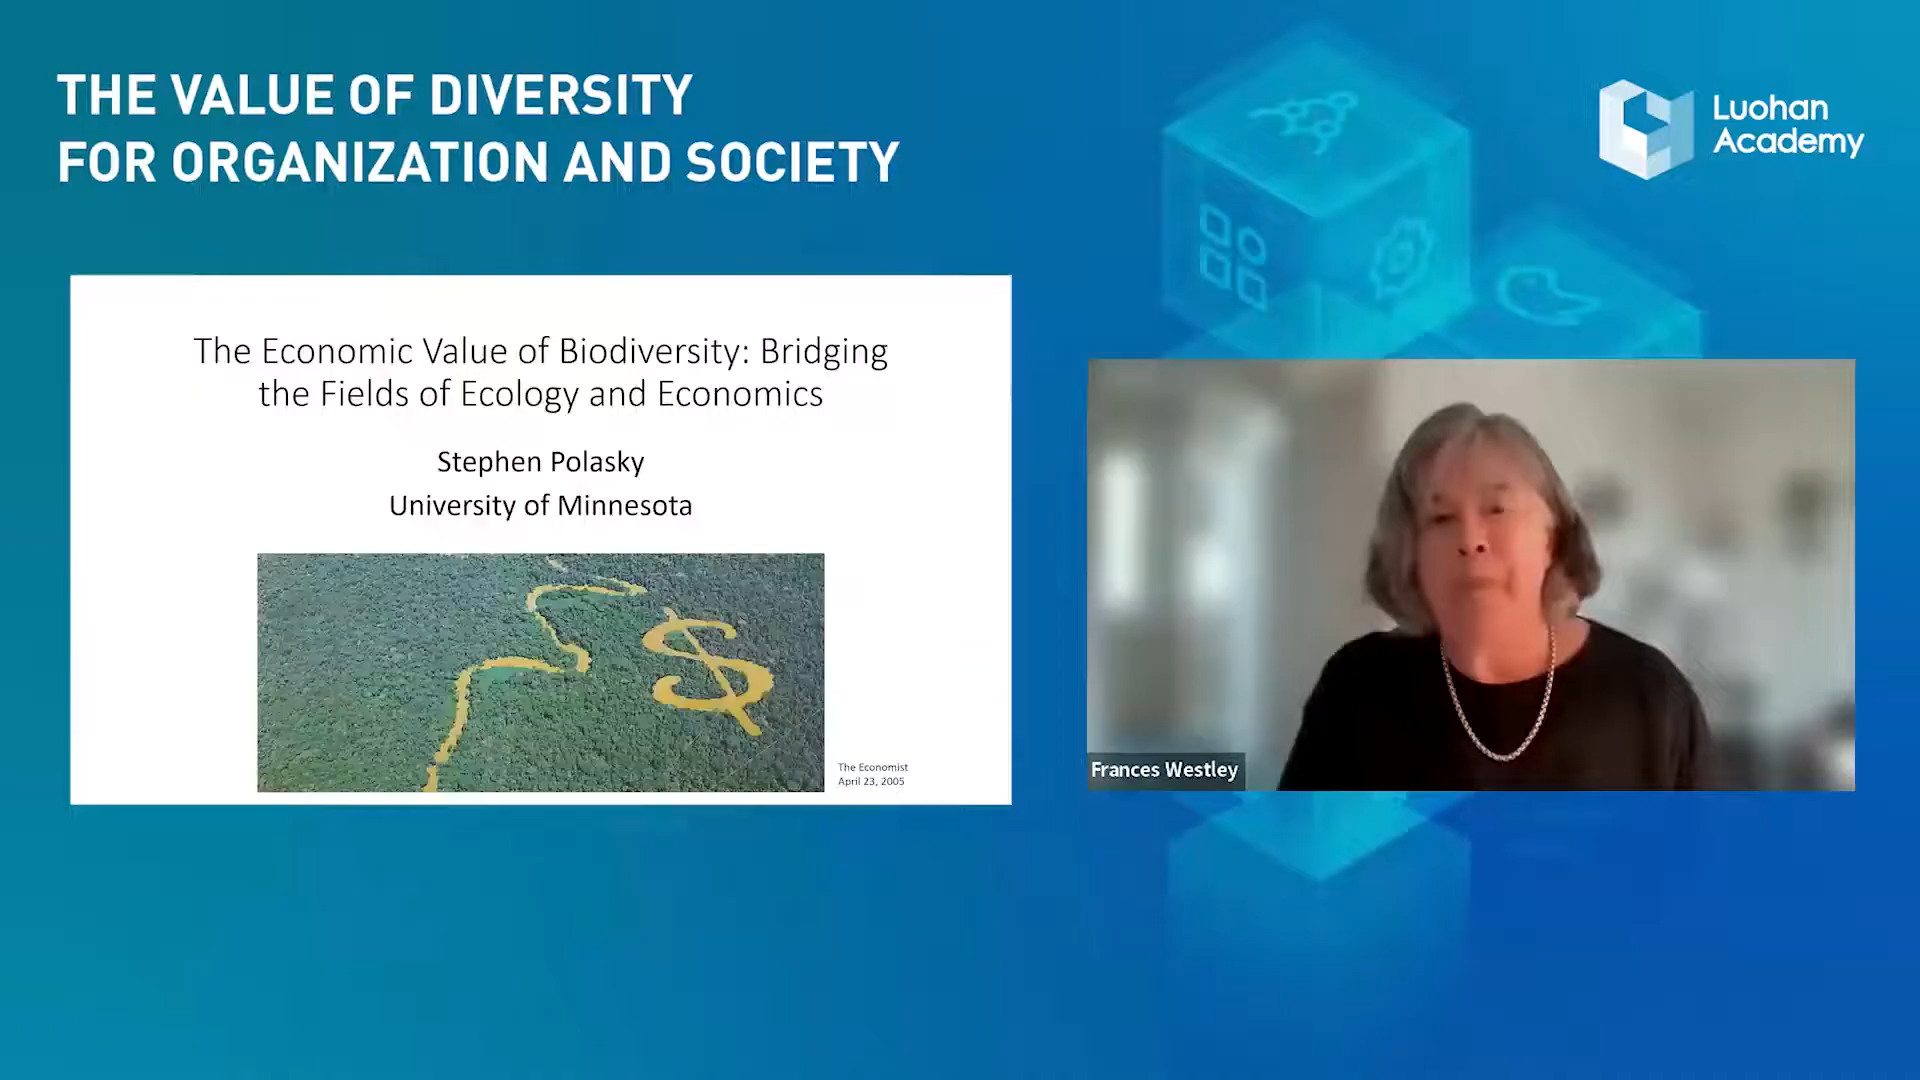 THE VALUE OF DIVERSITY
FOR ORGANIZATION AND SOCIETY
Luohan
Academy
The Economic Value of Biodiversity: Bridging
the Fields of Ecology and Economics
Stephen Polasky
University of Minnesota
$
The Economist
April 23, 2005
Frances Westley